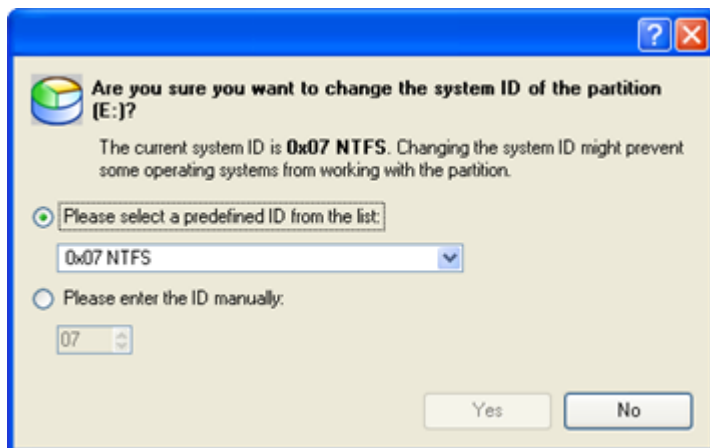 Are you sure you want to change the system ID of the partition
(E:)?
The current system ID is 0x07 NTFS. Changing the system ID might prevent
some operating systems from working with the partition.
Please select a predefined ID from the list:
0x07 NTFS
Please enter the ID manually:
07
Yes No